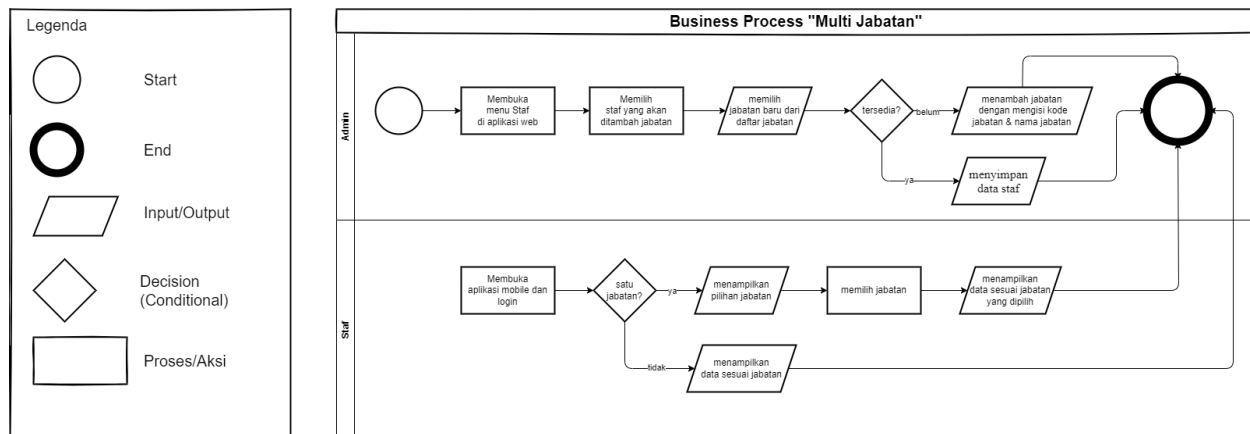 Legenda
Start
End
Input/Output
Decision
(Conditional)
Proses/Aksi
Business Process "Multi Jabatan"
Admin
Membuka
menu Staf
di aplikasi web
Memilih
staf yang akan
ditambah jabatan
memilih
jabatan baru dari
daftar jabatan
tersedia?
belum
menambah jabatan
dengan mengisi kode
jabatan & nama jabatan
ya
menyimpan
data staf
Staf
Membuka
aplikasi mobile dan
login
satu
jabatan?
ya
menampilkan
pilihan jabatan
memilih jabatan
menampilkan
data sesuai jabatan
yang dipilih
tidak
menampilkan
data sesuai jabatan